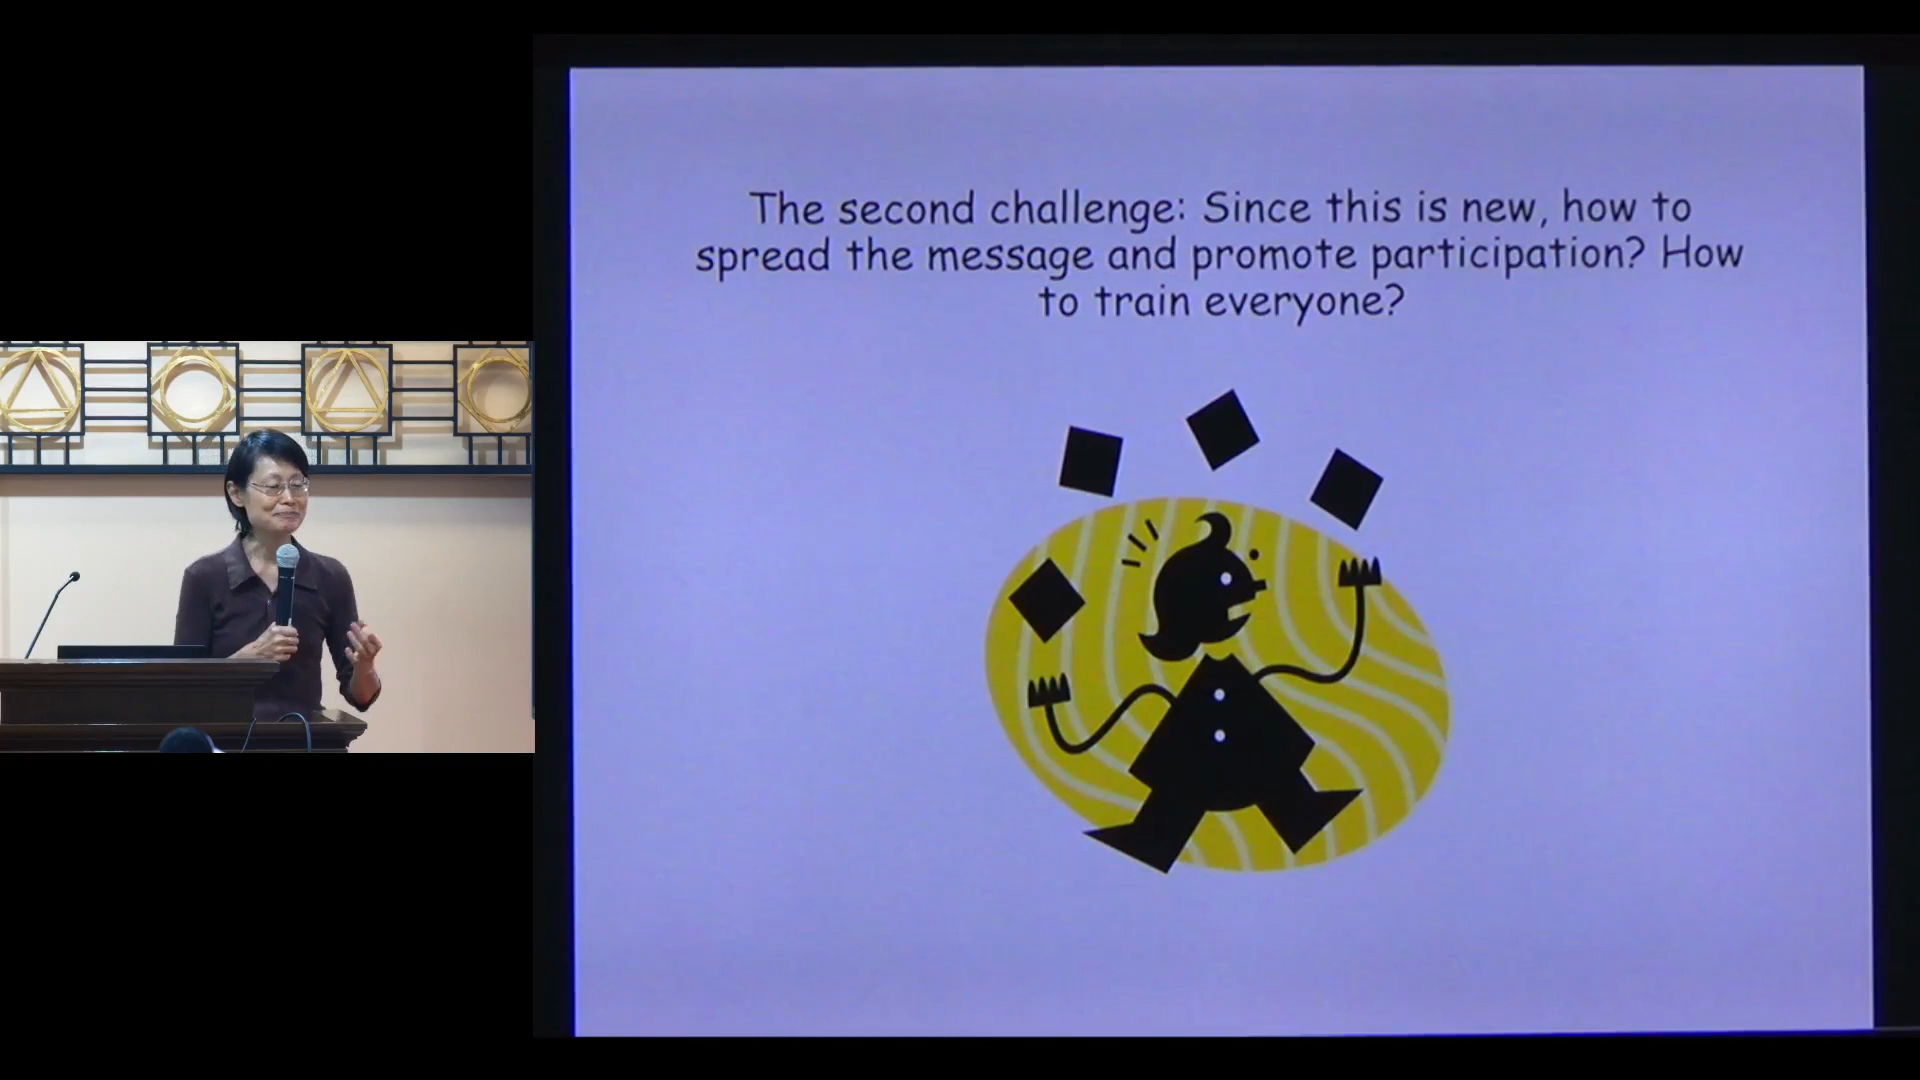 The second challenge: Since this is new, how to
spread the message and promote participation? How
to train everyone?